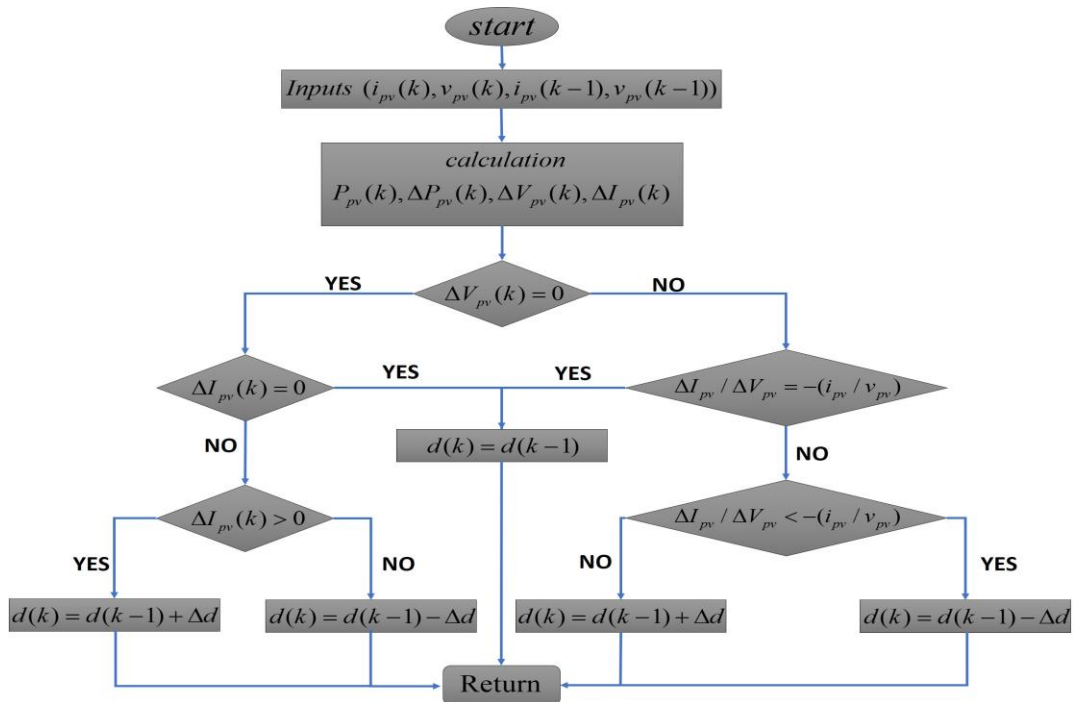 start
Inputs (i_pv(k), v_pv(k), i_pv(k−1), v_pv(k−1))
calculation
P_pv(k), ΔP_pv(k), ΔV_pv(k), ΔI_pv(k)
YES
ΔV_pv(k) = 0
NO
ΔI_pv(k) = 0
YES
YES
ΔI_pv / ΔV_pv = −(i_pv / v_pv)
NO
d(k) = d(k−1)
NO
ΔI_pv(k) > 0
ΔI_pv / ΔV_pv < −(i_pv / v_pv)
YES
NO
NO
YES
d(k) = d(k−1) + Δd
d(k) = d(k−1) − Δd
d(k) = d(k−1) + Δd
d(k) = d(k−1) − Δd
Return